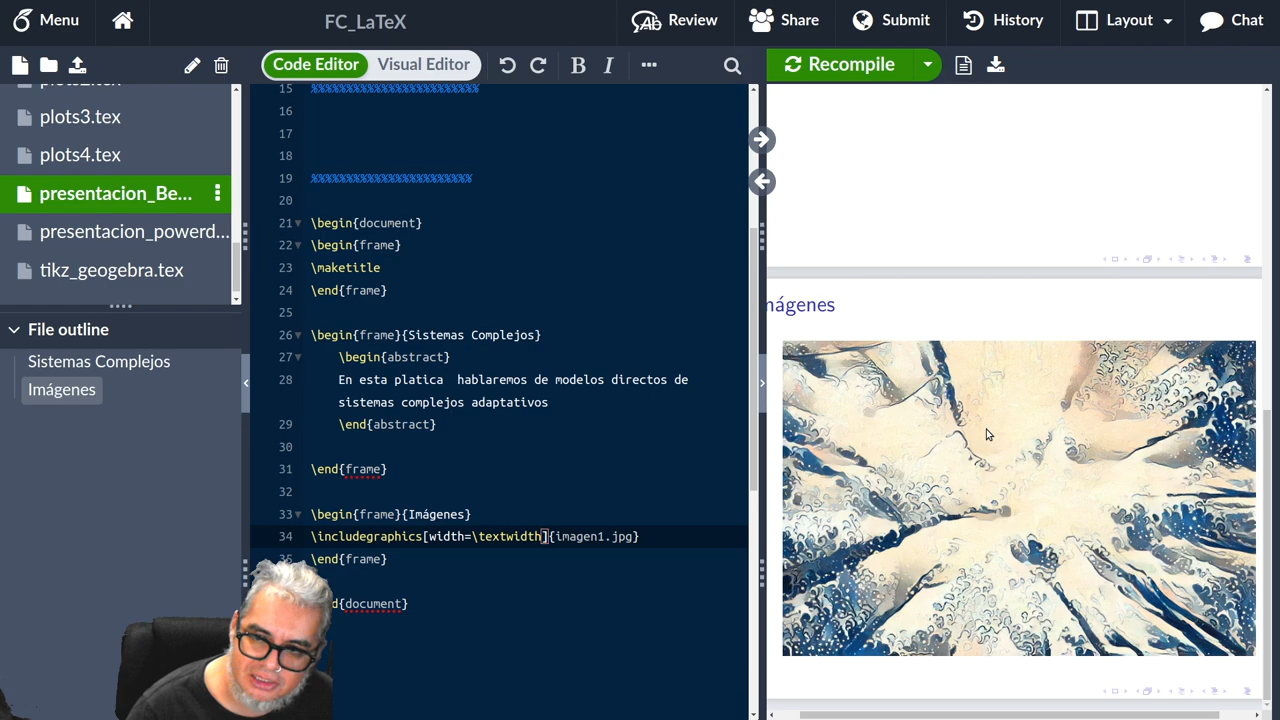 Menu
FC_LaTeX
Review
Share
Submit
History
Layout
Chat
Code Editor
Visual Editor
B
I
Recompile
plots3.tex
plots4.tex
presentacion_Be...
presentacion_powerd...
tikz_geogebra.tex
File outline
Sistemas Complejos
Imágenes
15 %%%%%%%%%%%%%%%%%%%%%%%%
16
17
18
19 %%%%%%%%%%%%%%%%%%%%%%%
20
21 \begin{document}
22 \begin{frame}
23 \maketitle
24 \end{frame}
25
26 \begin{frame}{Sistemas Complejos}
27 \begin{abstract}
28 En esta platica hablaremos de modelos directos de
sistemas complejos adaptativos
29 \end{abstract}
30
31 \end{frame}
32
33 \begin{frame}{Imágenes}
34 \includegraphics[width=\textwidth]{imagen1.jpg}
35 \end{frame}
d{document}
mágenes